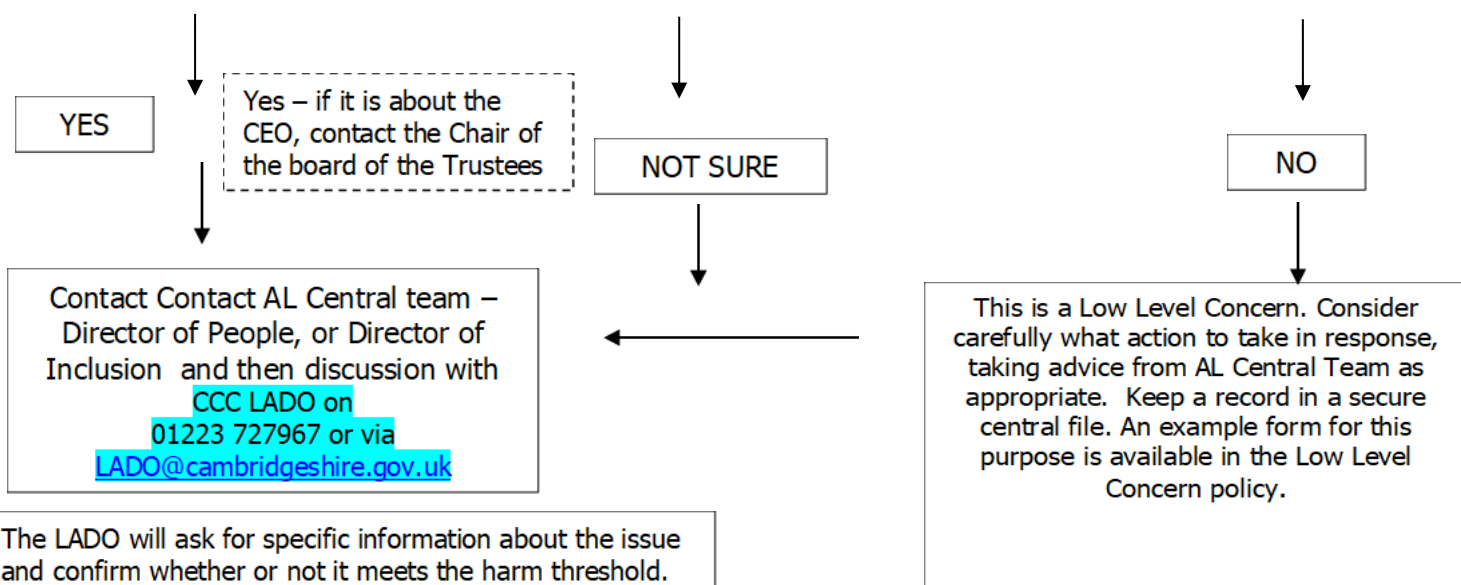 YES
Yes – if it is about the
CEO, contact the Chair of
the board of the Trustees
NOT SURE
NO
Contact Contact AL Central team –
Director of People, or Director of
Inclusion and then discussion with
CCC LADO on
01223 727967 or via
LADO@cambridgeshire.gov.uk
This is a Low Level Concern. Consider
carefully what action to take in response,
taking advice from AL Central Team as
appropriate. Keep a record in a secure
central file. An example form for this
purpose is available in the Low Level
Concern policy.
The LADO will ask for specific information about the issue
and confirm whether or not it meets the harm threshold.